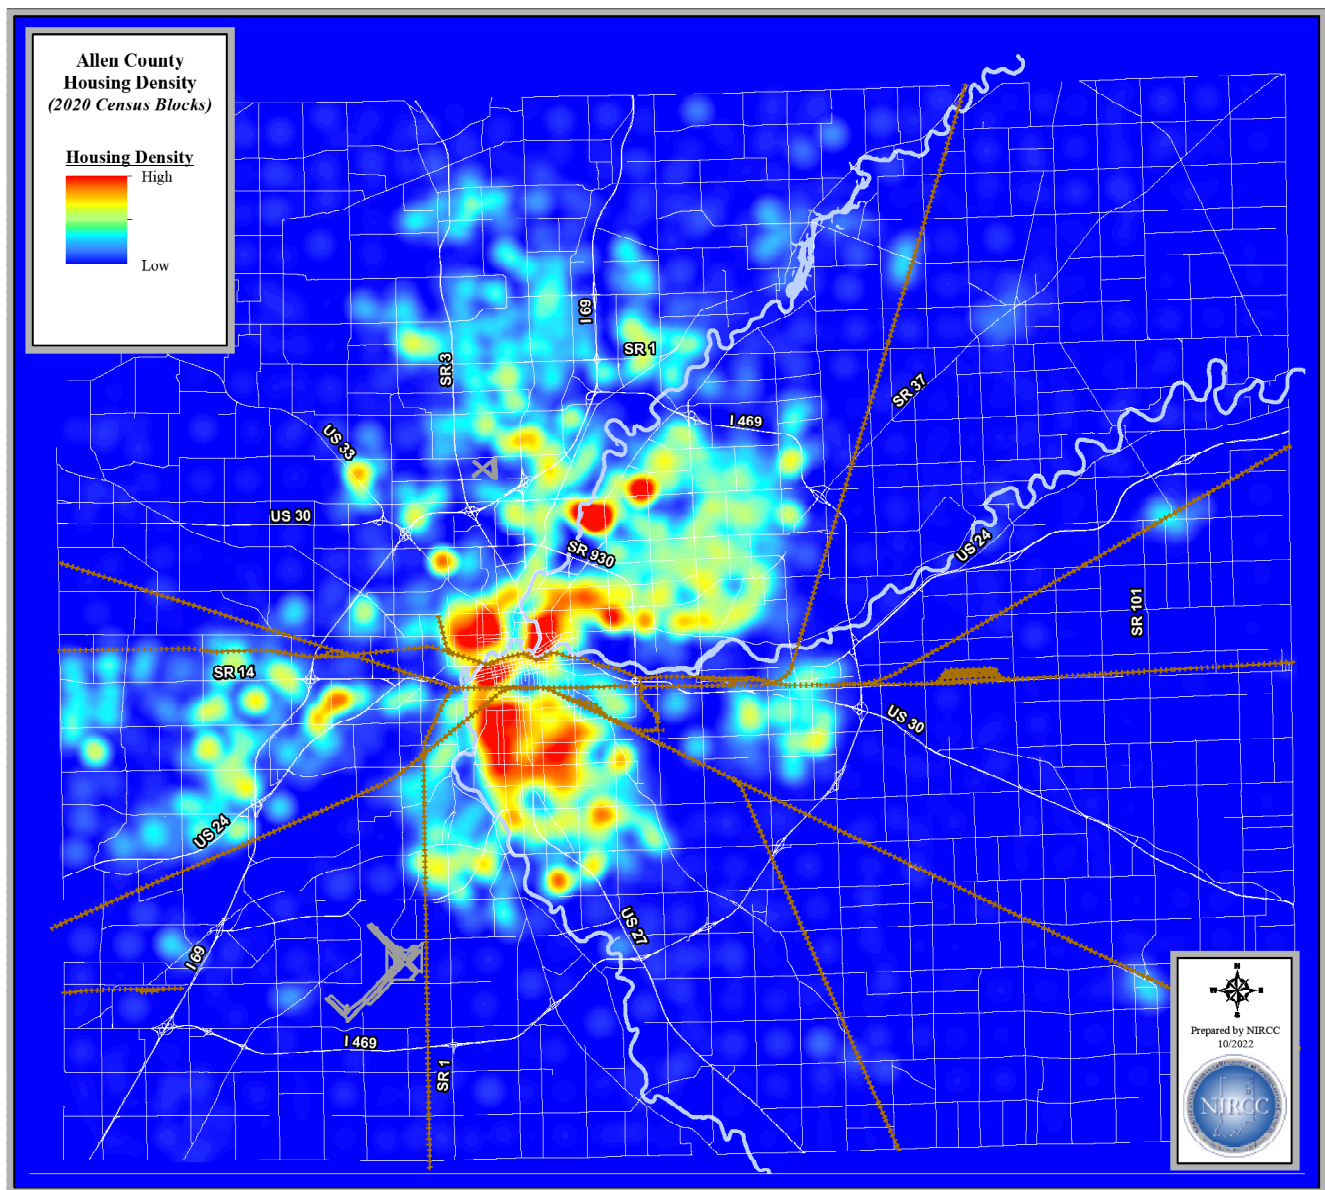 Allen County
Housing Density
(2020 Census Blocks)
Housing Density
High
Low
I 69
SR 1
SR 3
SR 37
I 469
US 33
US 30
SR 930
US 24
SR 101
SR 14
US 30
US 24
US 27
I 69
I 469
SR 1
N
W
E
S
Prepared by NIRCC
10/2022
NIRCC